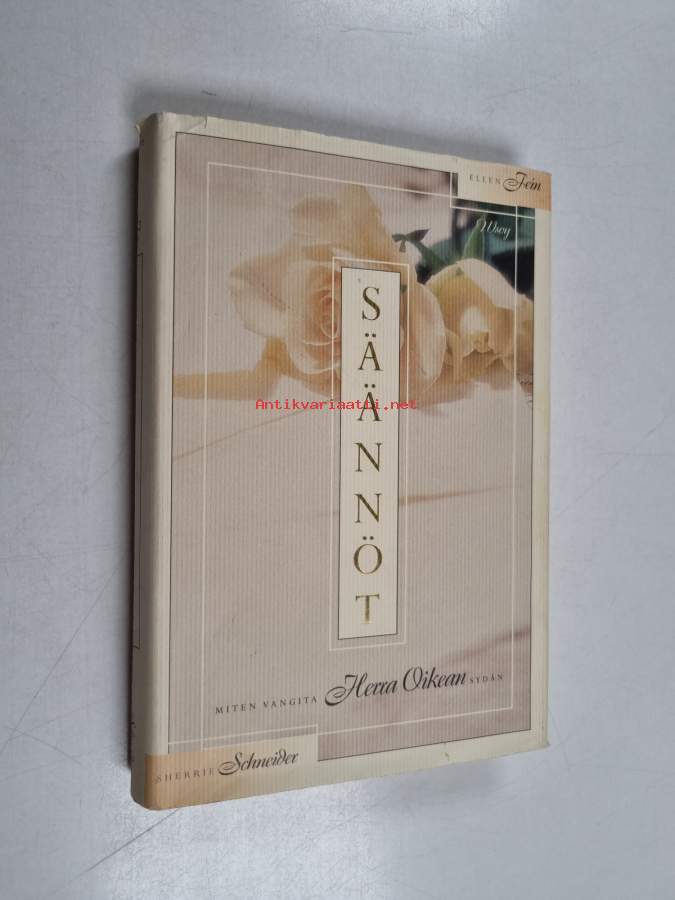 ELLEN Fein
Wsoy
SÄÄNNÖT
Antikvariaatti.net
MITEN VANGITA Herra Oikean SYDÄN
SHERRIE Schneider